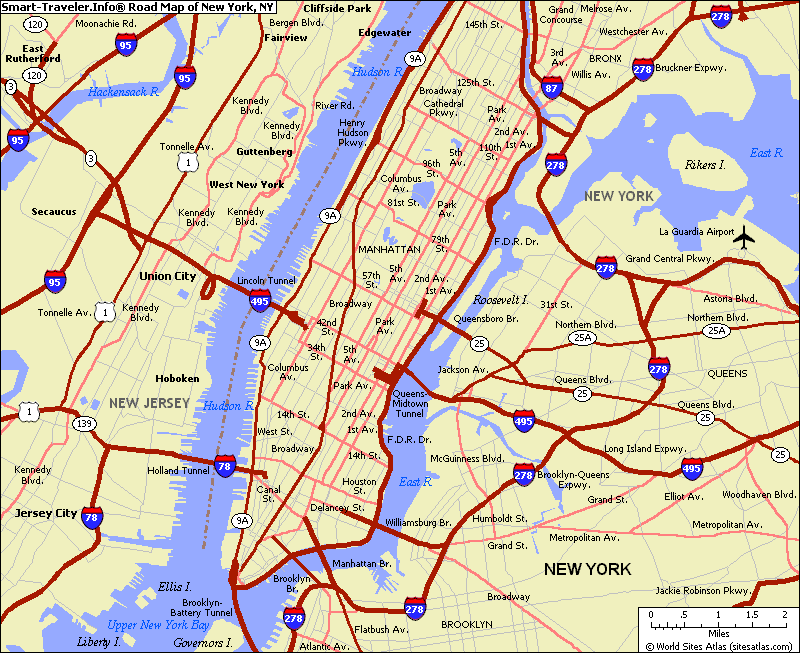 Smart-Traveler.Info® Road Map of New York, NY
Cliffside Park
145th St.
Grand
Concourse
Melrose Av.
278
120
Moonachie Rd.
Bergen Blvd.
Edgewater
Westchester Av.
Fairview
95
East
Rutherford
9A
3rd
Av.
BRONX
120
95
Hudson R
125th St.
Willis Av.
278
Bruckner Expwy.
3
Hackensack R
Kennedy
Blvd.
River Rd.
Broadway
Cathedral
Pkwy.
87
Park
Av.
Kennedy
Blvd.
Henry
Hudson
Pkwy.
2nd Av.
95
Tonnelle Av.
Guttenberg
5th
Av.
110th
St.
1st Av.
East R
3
1
96th
St.
278
Rikers I.
West New York
Columbus
Av.
81st St.
NEW YORK
Secaucus
Kennedy
Blvd.
Kennedy
Blvd.
9A
Park
Av.
La Guardia Airport
MANHATTAN
79th
St.
F.D.R. Dr.
Grand Central Pkwy.
Union City
Lincoln Tunnel
57th
St.
5th
Av.
2nd Av.
278
95
495
1st Av.
Roosevelt I.
Astoria Blvd.
Tonnelle Av.
1
Kennedy
Blvd.
Broadway
31st St.
Queensboro Br.
Northern Blvd.
Northern Blvd.
42nd
St.
Park
Av.
25A
25A
9A
34th
St.
5th
Av.
25
Columbus
Av.
Jackson Av.
278
QUEENS
Hoboken
Park Av.
Queens Blvd.
NEW JERSEY
Hudson R
Queens-
Midtown
Tunnel
25
Queens Blvd.
1
14th St.
2nd Av.
25
139
West St.
1st Av.
495
F.D.R. Dr.
Broadway
Long Island Expwy.
25
14th St.
McGuinness Blvd.
Kennedy
Blvd.
Holland Tunnel
78
278
Brooklyn-Queens
Expwy.
495
Canal
St.
Houston
St.
East R
Grand St.
Elliot Av.
Woodhaven Blvd.
Jersey City
78
9A
Delancey St.
Williamsburg Br.
Humboldt St.
Metropolitan Av.
Grand St.
Metropolitan Av.
Manhattan Br.
NEW YORK
Ellis I.
Brooklyn
Br.
Jackie Robinson Pkwy.
Brooklyn-
Battery Tunnel
278
278
Broadway
Upper New York Bay
Flatbush Av.
BROOKLYN
0 .5 1 1.5 2
Miles
Liberty I.
Governors I.
Atlantic Av.
© World Sites Atlas (sitesatlas.com)